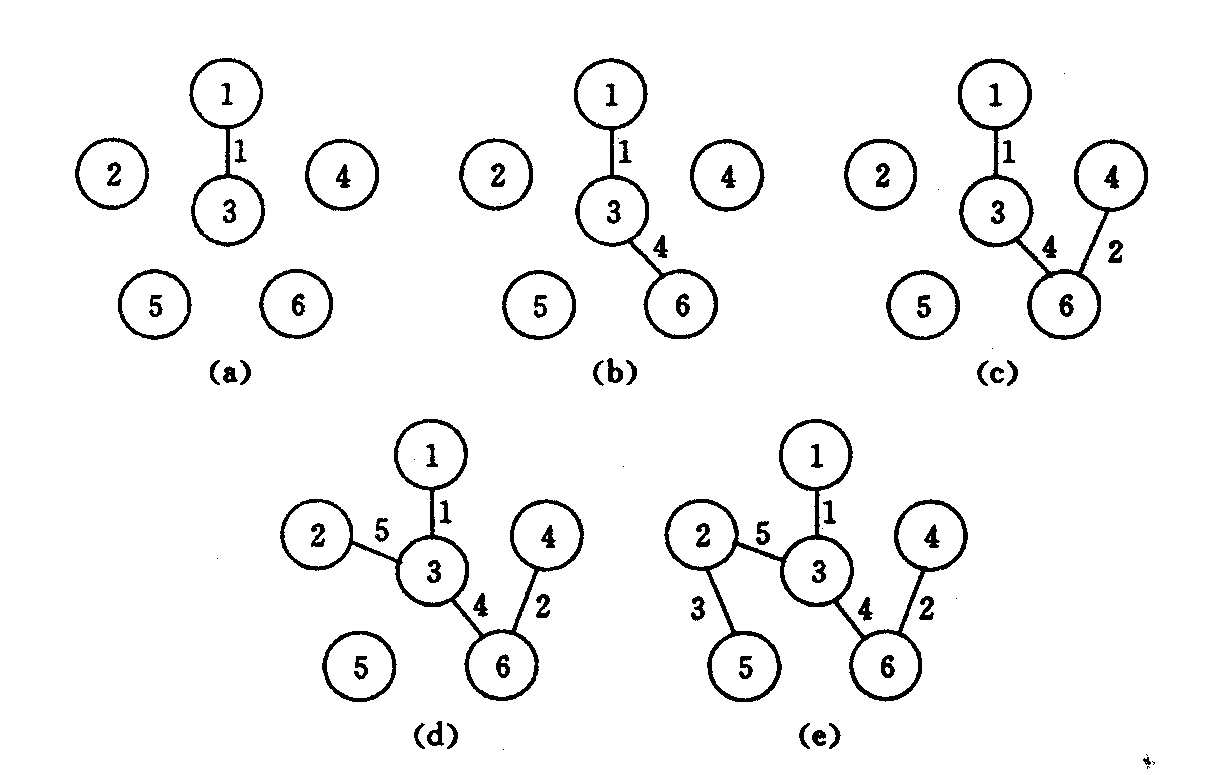 1 1 1
1 1 1
2 4 2 4 2 4
3 3 3
4 4 2
5 6 5 6 5 6
(a) (b) (c)
1 1
1 1
2 5 4 2 5 4
3 3
4 2 3 4 2
5 6 5 6
(d) (e)